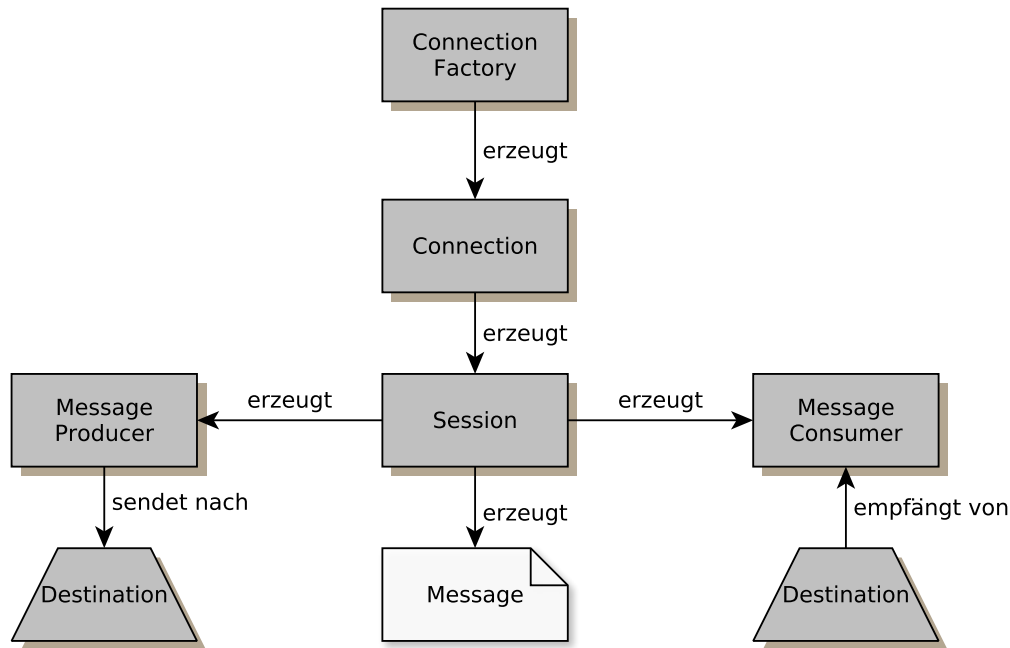 Connection
Factory
erzeugt
Connection
erzeugt
Message
Producer
erzeugt
Session
erzeugt
Message
Consumer
sendet nach
erzeugt
empfängt von
Destination
Message
Destination